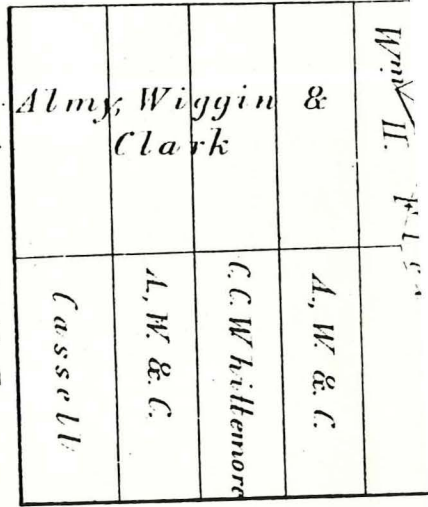 Almy, Wiggin &
Clark
Wm H.
Cassell
A., W. & C.
C. C. Whittemore
A., W. & C.